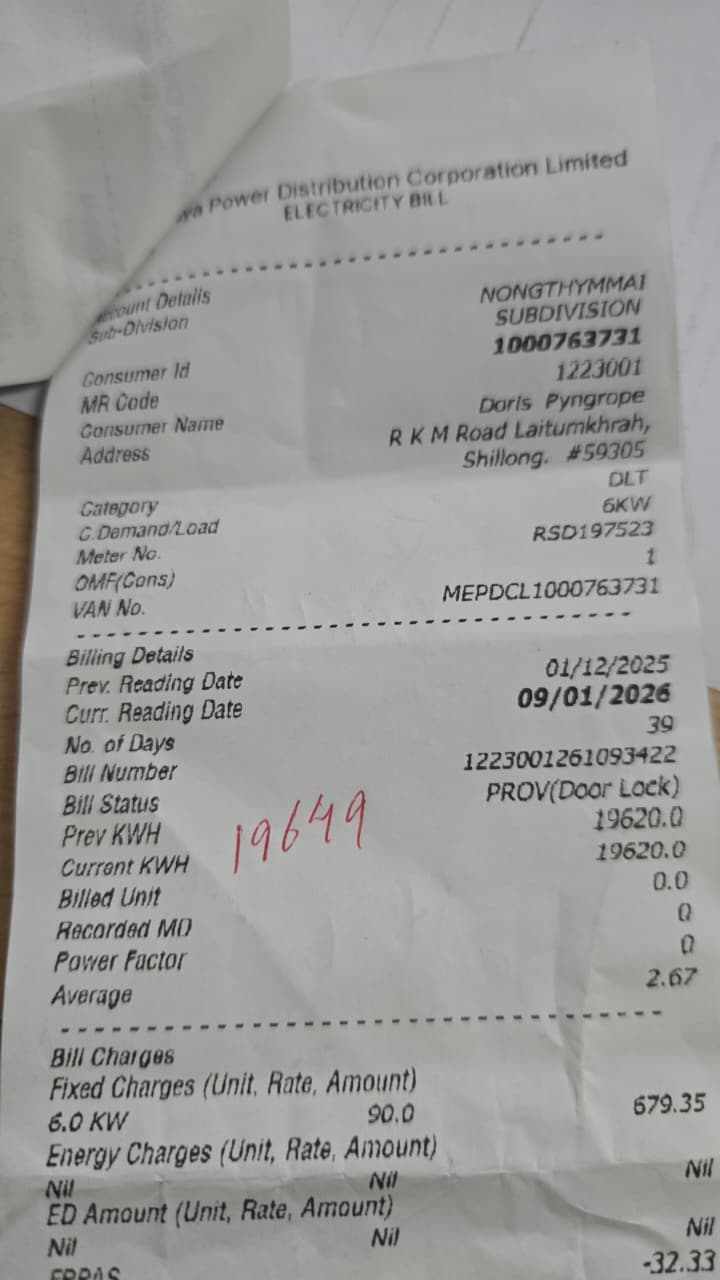 Power Distribution Corporation Limited
ELECTRICITY BILL
Account Details
Sub-Division NONGTHYMMAI SUBDIVISION
Consumer Id 1000763731
MR Code 1223001
Consumer Name Doris Pyngrope
Address R K M Road Laitumkhrah,
Shillong. #59305
Category DLT
C.Demand/Load 6KW
Meter No. RSD197523
OMF(Cons) 1
VAN No. MEPDCL1000763731
Billing Details
Prev. Reading Date 01/12/2025
Curr. Reading Date 09/01/2026
No. of Days 39
Bill Number 1223001261093422
Bill Status PROV(Door Lock)
Prev KWH 19620.0
19649
Current KWH 19620.0
Billed Unit 0.0
Recorded MD 0
Power Factor 0
Average 2.67
Bill Charges
Fixed Charges (Unit, Rate, Amount)
6.0 KW 90.0 679.35
Energy Charges (Unit, Rate, Amount)
Nil Nil Nil
ED Amount (Unit, Rate, Amount)
Nil Nil Nil
-32.33